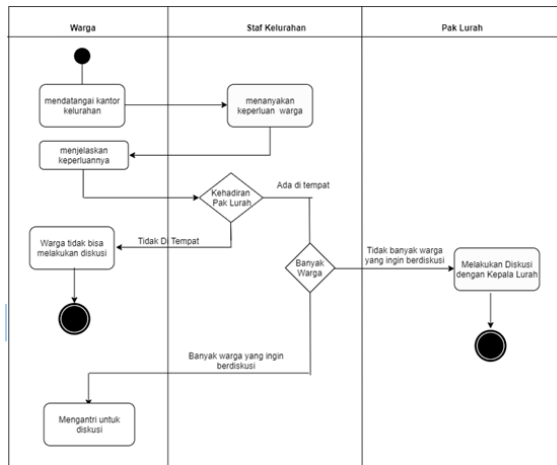 Warga
Staf Kelurahan
Pak Lurah
mendatangai kantor
kelurahan
menanyakan
keperluan warga
menjelaskan
keperluannya
Kehadiran
Pak Lurah
Ada di tempat
Tidak Di Tempat
Warga tidak bisa
melakukan diskusi
Banyak
Warga
Tidak banyak warga
yang ingin berdiskusi
Melakukan Diskusi
dengan Kepala Lurah
Banyak warga yang ingin
berdiskusi
Mengantri untuk
diskusi